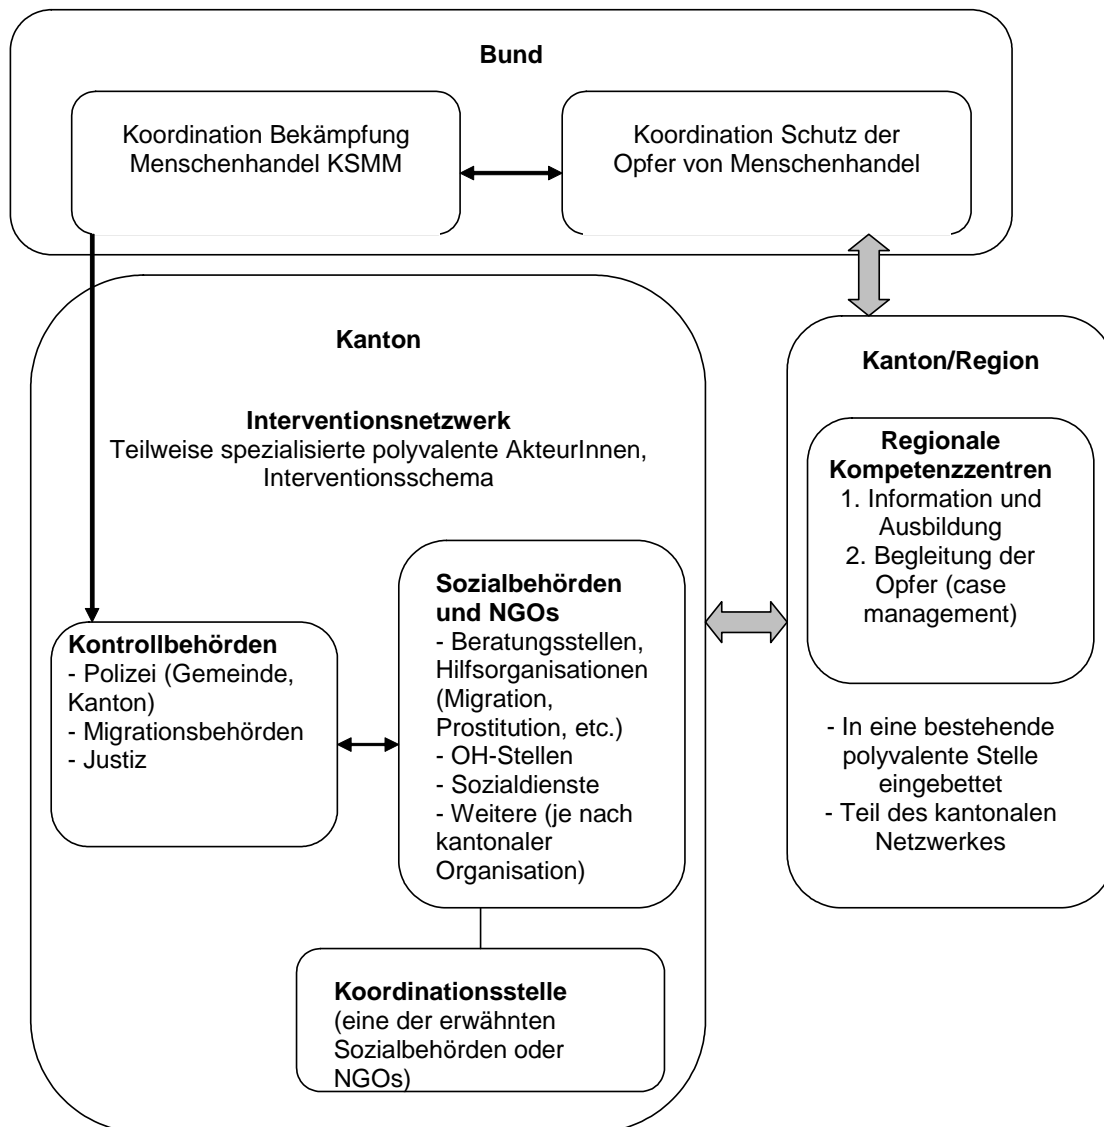 Bund
Koordination Bekämpfung
Menschenhandel KSMM
Koordination Schutz der
Opfer von Menschenhandel
Kanton
Interventionsnetzwerk
Teilweise spezialisierte polyvalente AkteurInnen,
Interventionsschema
Kontrollbehörden
- Polizei (Gemeinde,
Kanton)
- Migrationsbehörden
- Justiz
Sozialbehörden
und NGOs
- Beratungsstellen,
Hilfsorganisationen
(Migration,
Prostitution, etc.)
- OH-Stellen
- Sozialdienste
- Weitere (je nach
kantonaler
Organisation)
Koordinationsstelle
(eine der erwähnten
Sozialbehörden oder
NGOs)
Kanton/Region
Regionale
Kompetenzzentren
1. Information und
Ausbildung
2. Begleitung der
Opfer (case
management)
- In eine bestehende
polyvalente Stelle
eingebettet
- Teil des kantonalen
Netzwerkes